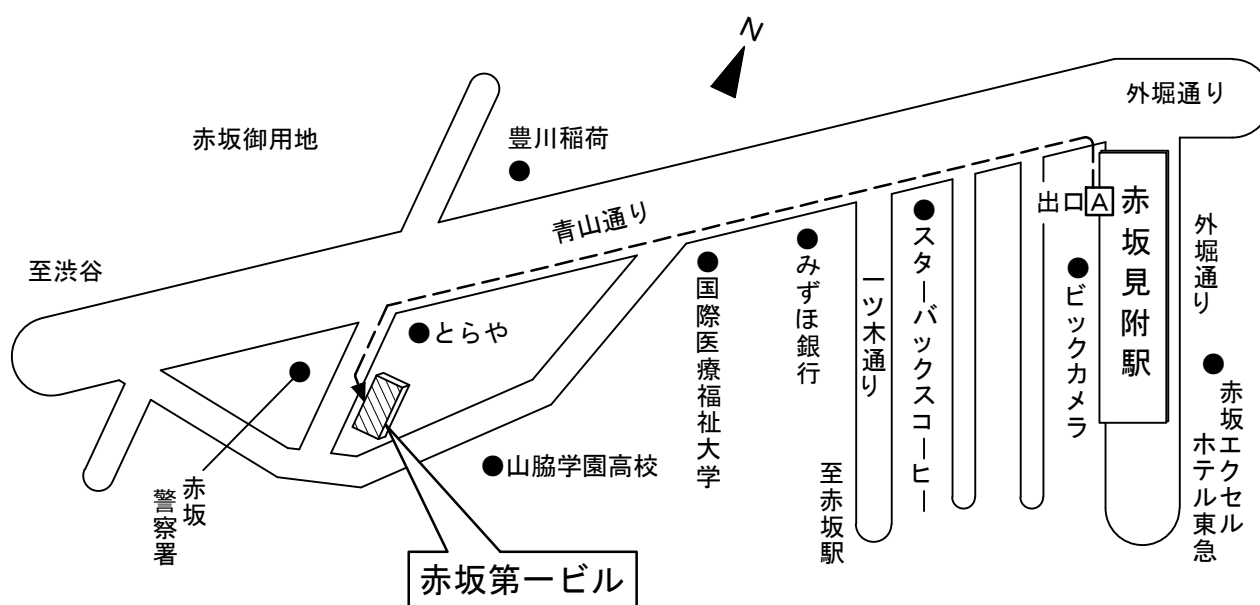 N
外堀通り
赤坂御用地
豊川稲荷
青山通り
出口
A
赤坂見附駅
外堀通り
至渋谷
とらや
国際医療福祉大学
みずほ銀行
一ツ木通り
スターバックスコーヒー
ビックカメラ
赤坂エクセル
ホテル東急
山脇学園高校
至赤坂駅
赤坂
警察署
赤坂第一ビル